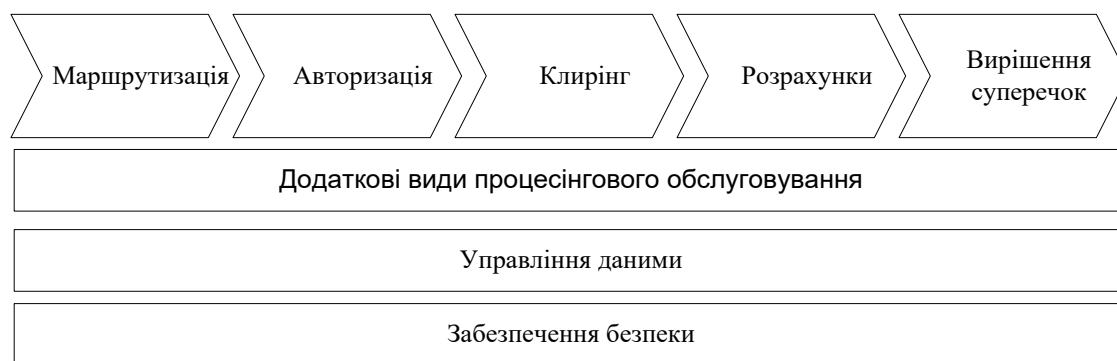 Маршрутизація
Авторизація
Клирінг
Розрахунки
Вирішення
суперечок
Додаткові види процесінгового обслуговування
Управління даними
Забезпечення безпеки